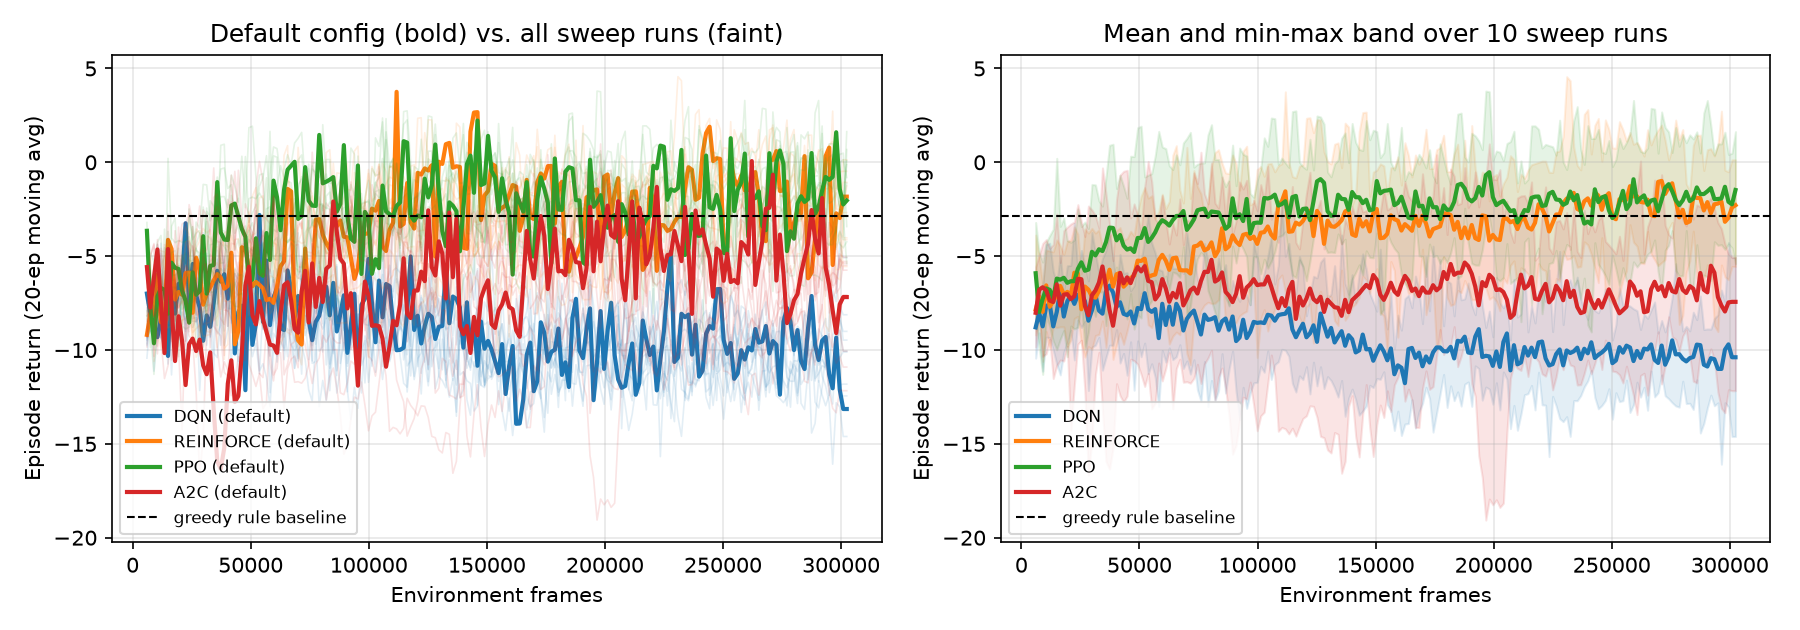 Default config (bold) vs. all sweep runs (faint)
Episode return (20-ep moving avg)
5
0
−5
−10
−15
−20
DQN (default)
REINFORCE (default)
PPO (default)
A2C (default)
greedy rule baseline
0 50000 100000 150000 200000 250000 300000
Environment frames
Mean and min-max band over 10 sweep runs
Episode return (20-ep moving avg)
5
0
−5
−10
−15
−20
DQN
REINFORCE
PPO
A2C
greedy rule baseline
0 50000 100000 150000 200000 250000 300000
Environment frames